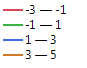 -3 — -1
-1 — 1
1 — 3
3 — 5